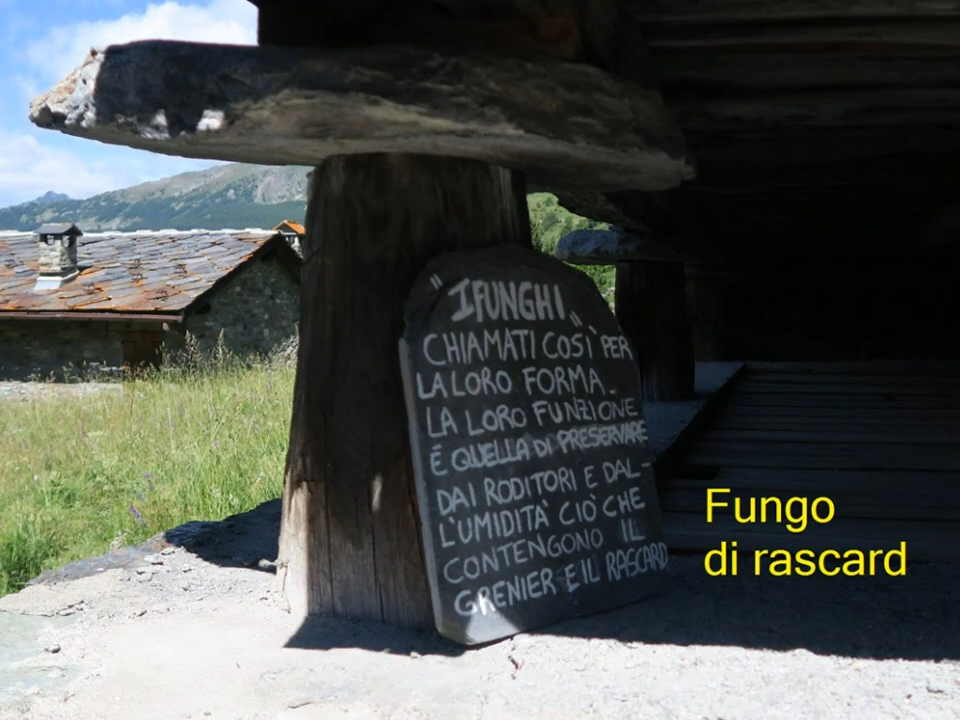 "I FUNGHI"
CHIAMATI COSÌ PER
LA LORO FORMA.
LA LORO FUNZIONE
É QUELLA DI PRESERVARE
DAI RODITORI E DAL-
L'UMIDITÀ CIÒ CHE
CONTENGONO IL
GRENIER E IL RASCARD
Fungo
di rascard